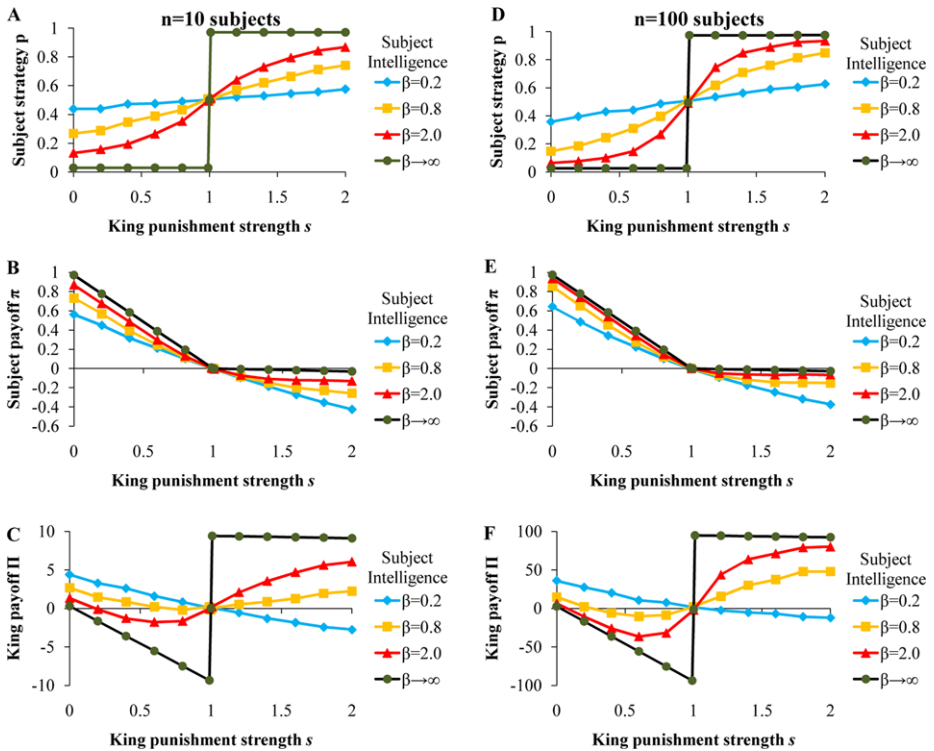 A
n=10 subjects
Subject strategy p
1
0.8
0.6
0.4
0.2
0
0 0.5 1 1.5 2
King punishment strength s
Subject
Intelligence
β=0.2
β=0.8
β=2.0
β→∞
D
n=100 subjects
Subject strategy p
1
0.8
0.6
0.4
0.2
0
0 0.5 1 1.5 2
King punishment strength s
Subject
Intelligence
β=0.2
β=0.8
β=2.0
β→∞
B
Subject payoff π
1
0.8
0.6
0.4
0.2
0
-0.2
-0.4
-0.6
0 0.5 1 1.5 2
King punishment strength s
Subject
Intelligence
β=0.2
β=0.8
β=2.0
β→∞
E
Subject payoff π
1
0.8
0.6
0.4
0.2
0
-0.2
-0.4
-0.6
0 0.5 1 1.5 2
King punishment strength s
Subject
Intelligence
β=0.2
β=0.8
β=2.0
β→∞
C
King payoff Π
10
5
0
-5
-10
0 0.5 1 1.5 2
King punishment strength s
Subject
Intelligence
β=0.2
β=0.8
β=2.0
β→∞
F
King payoff Π
100
50
0
-50
-100
0 0.5 1 1.5 2
King punishment strength s
Subject
Intelligence
β=0.2
β=0.8
β=2.0
β→∞